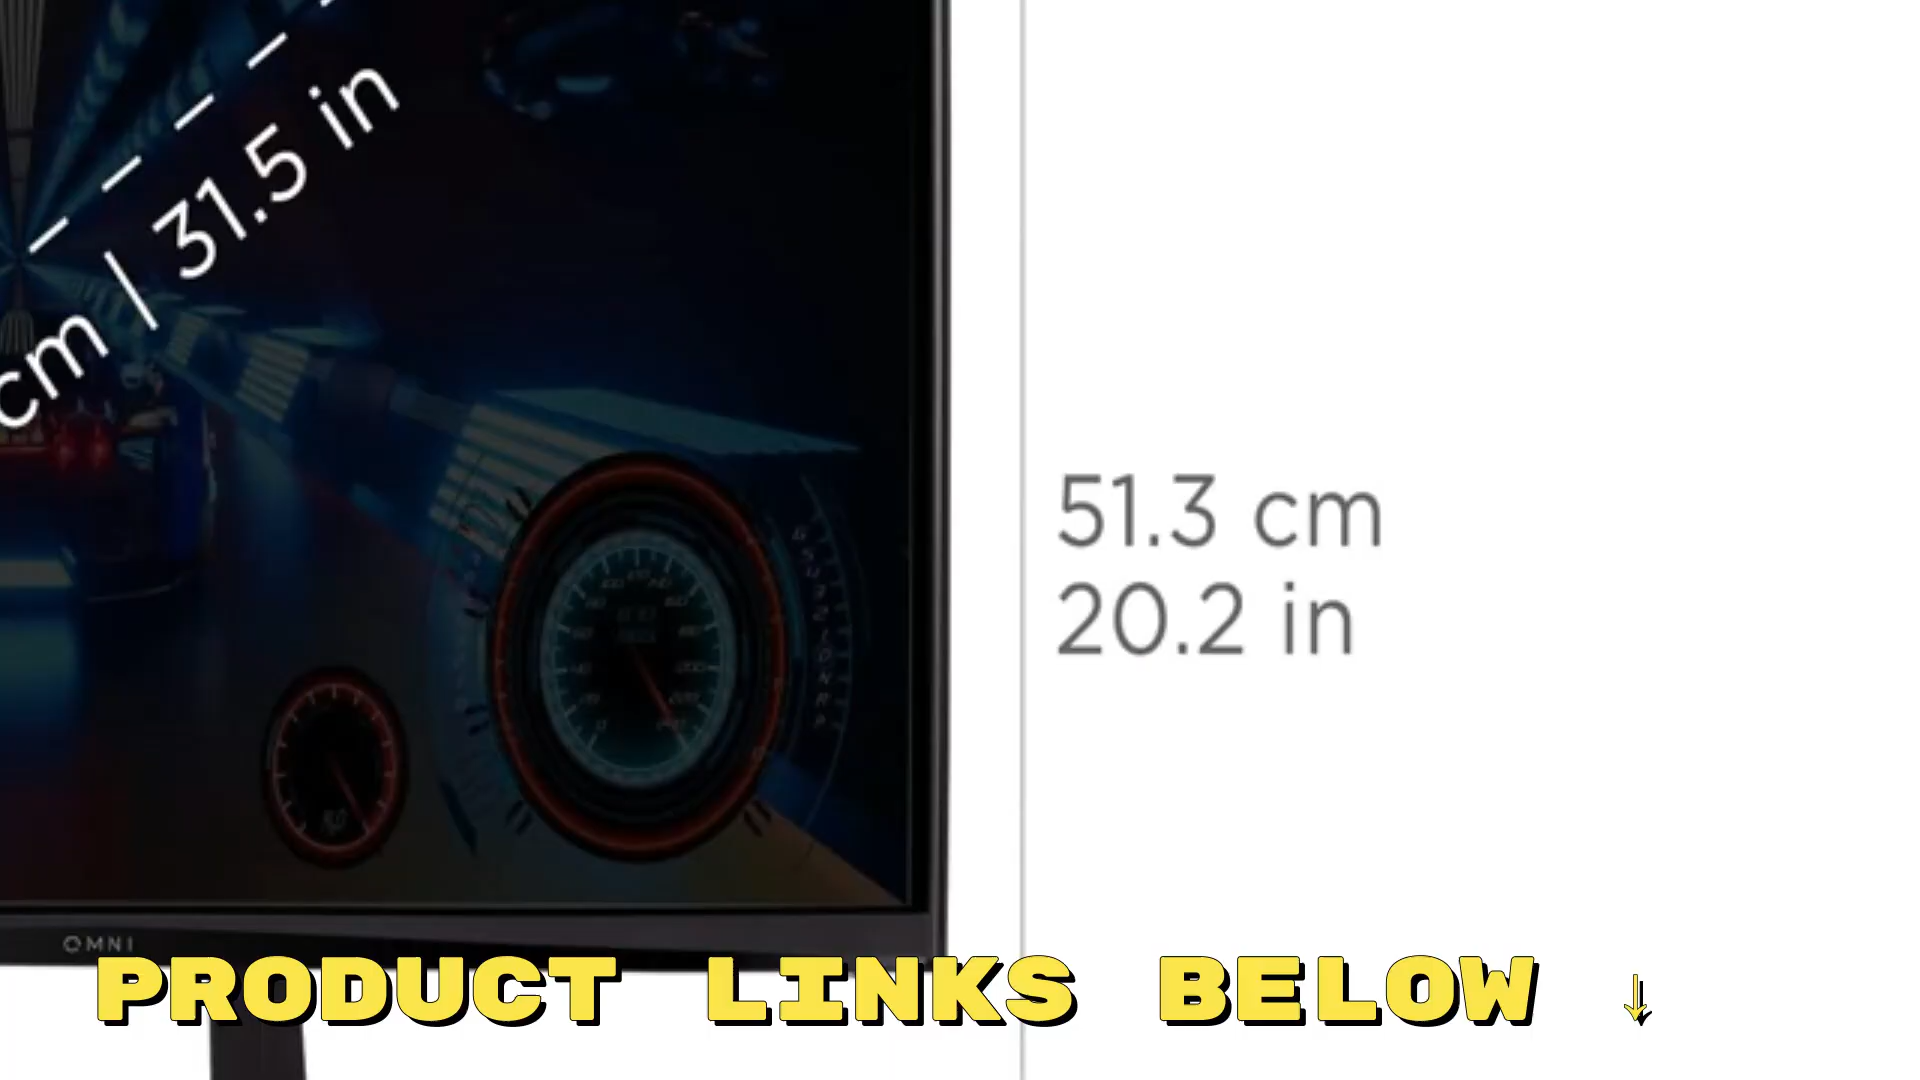 cm | 31.5 in
51.3 cm
20.2 in
OMNI
PRODUCT LINKS BELOW ↓